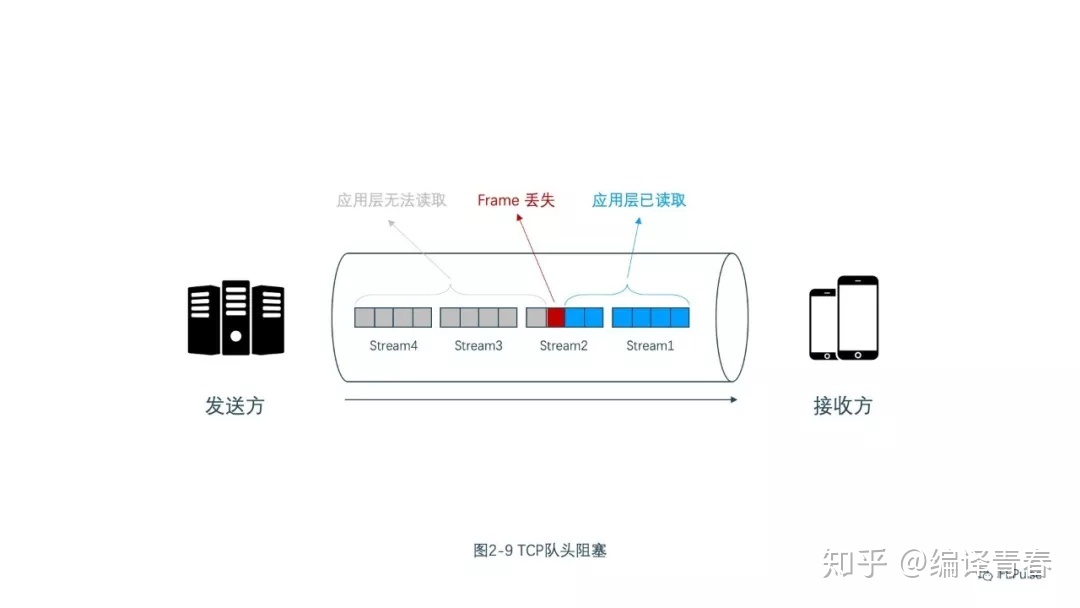 应用层无法读取 Frame 丢失 应用层已读取
Stream4 Stream3 Stream2 Stream1
发送方 接收方
图2-9 TCP队头阻塞
知乎 @编译青春